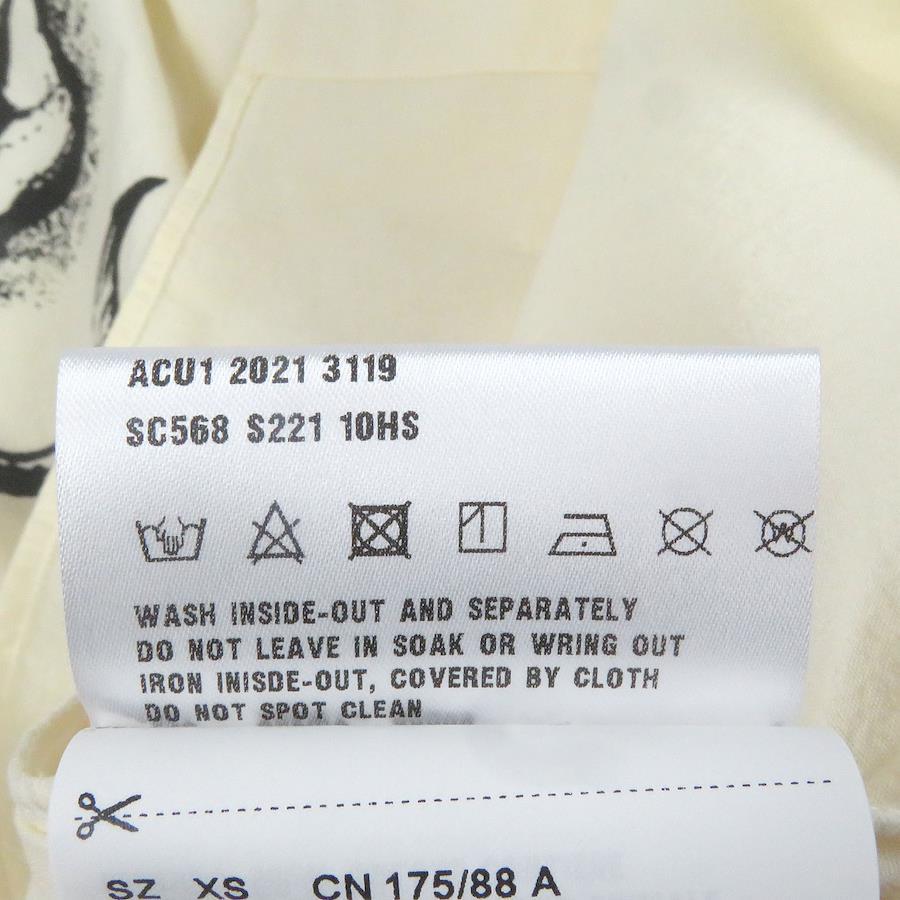 ACU1 2021 3119
SC568 S221 10HS
W
WASH INSIDE-OUT AND SEPARATELY
DO NOT LEAVE IN SOAK OR WRING OUT
IRON INISDE-OUT, COVERED BY CLOTH
DO NOT SPOT CLEAN
SZ XS CN 175/88 A